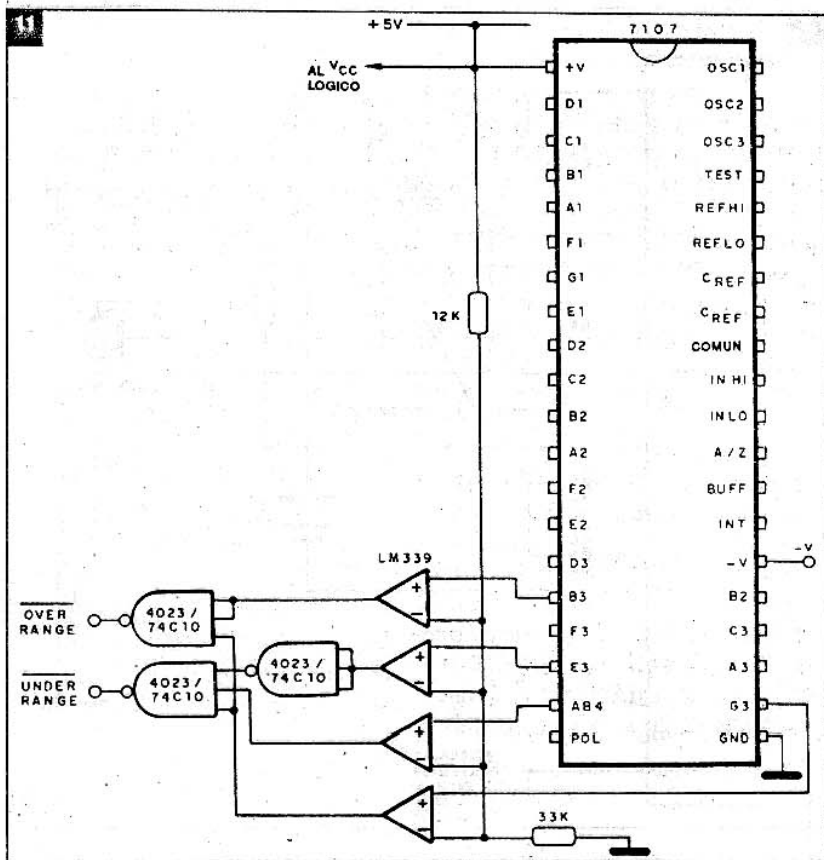 11
+5V
7107
AL VCC
LOGICO
+V
D1
C1
B1
A1
F1
G1
E1
D2
C2
B2
A2
F2
E2
D3
B3
F3
E3
AB4
POL
OSC1
OSC2
OSC3
TEST
REFHI
REFLO
CREF
CREF
COMUN
IN HI
INLO
A/Z
BUFF
INT
-V
B2
C3
A3
G3
GND
-V
12K
LM339
+
-
+
-
+
-
+
-
OVER
RANGE
4023/
74C10
4023/
74C10
UNDER
RANGE
4023/
74C10
33K